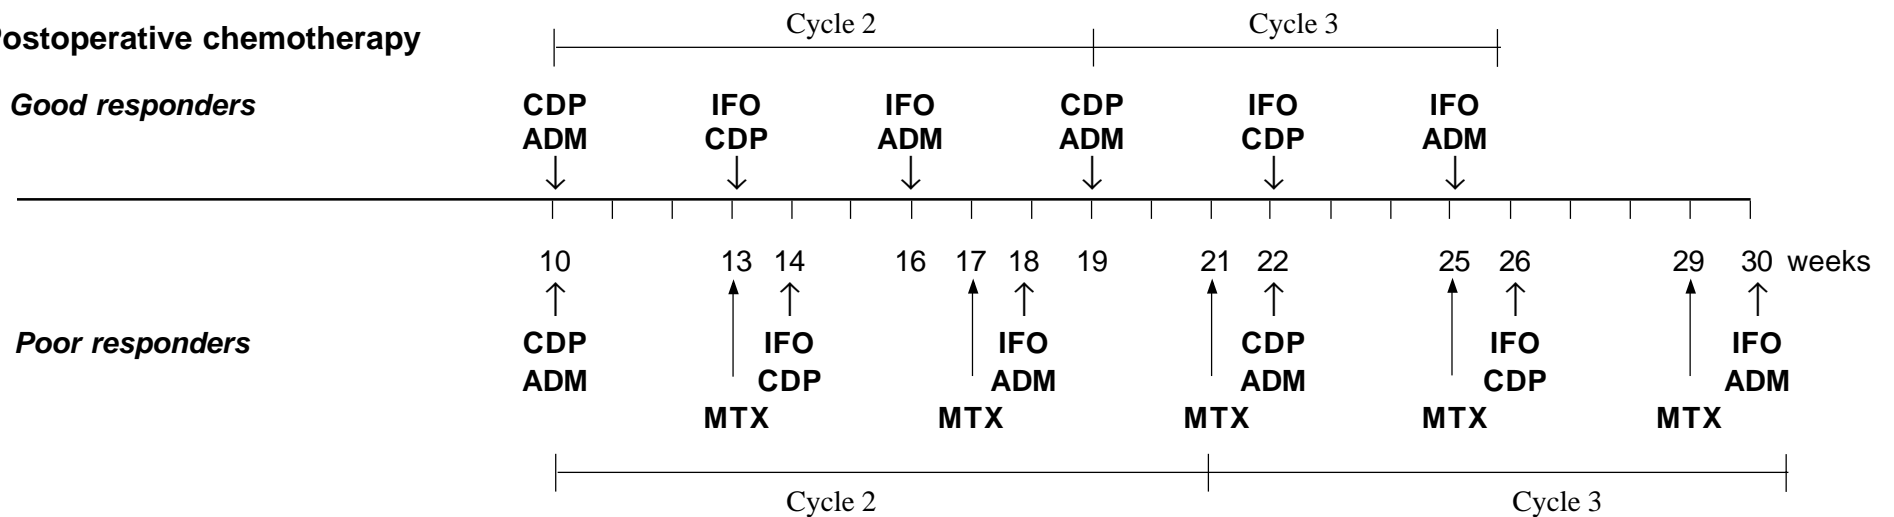 Cycle 2 Cycle 3
Postoperative chemotherapy
Good responders CDP IFO IFO CDP IFO IFO
ADM CDP ADM ADM CDP ADM
10 13 14 16 17 18 19 21 22 25 26 29 30 weeks
Poor responders CDP IFO IFO CDP IFO IFO
ADM CDP ADM ADM CDP ADM
MTX MTX MTX MTX MTX
Cycle 2 Cycle 3